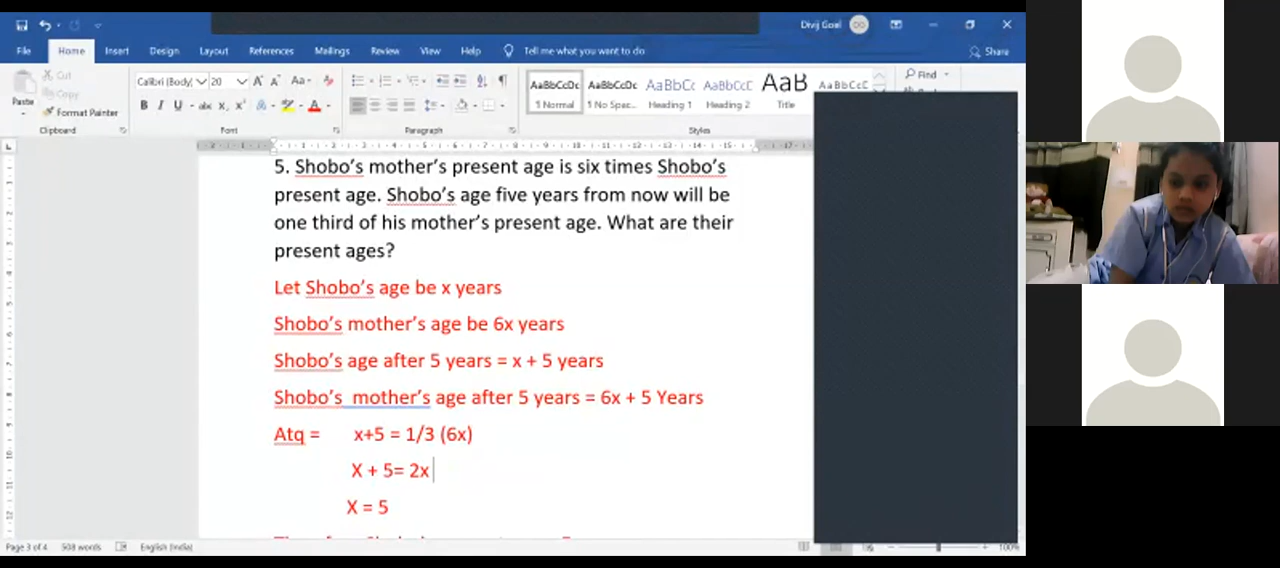 Divij Goel
File Home Insert Design Layout References Mailings Review View Help Tell me what you want to do Share
Cut
Copy
Paste
Format Painter
Calibri (Body) 20
AaBbCcDc AaBbCcDc AaBbCc AaBbCcC AaB AaBbCcC
¶ Normal ¶ No Spac... Heading 1 Heading 2 Title
Find
Clipboard Font Paragraph Styles
5. Shobo's mother's present age is six times Shobo's
present age. Shobo's age five years from now will be
one third of his mother's present age. What are their
present ages?
Let Shobo's age be x years
Shobo's mother's age be 6x years
Shobo's age after 5 years = x + 5 years
Shobo's mother's age after 5 years = 6x + 5 Years
Atq = x+5 = 1/3 (6x)
X + 5= 2x
X = 5
Page 3 of 4 508 words English (India) 100%